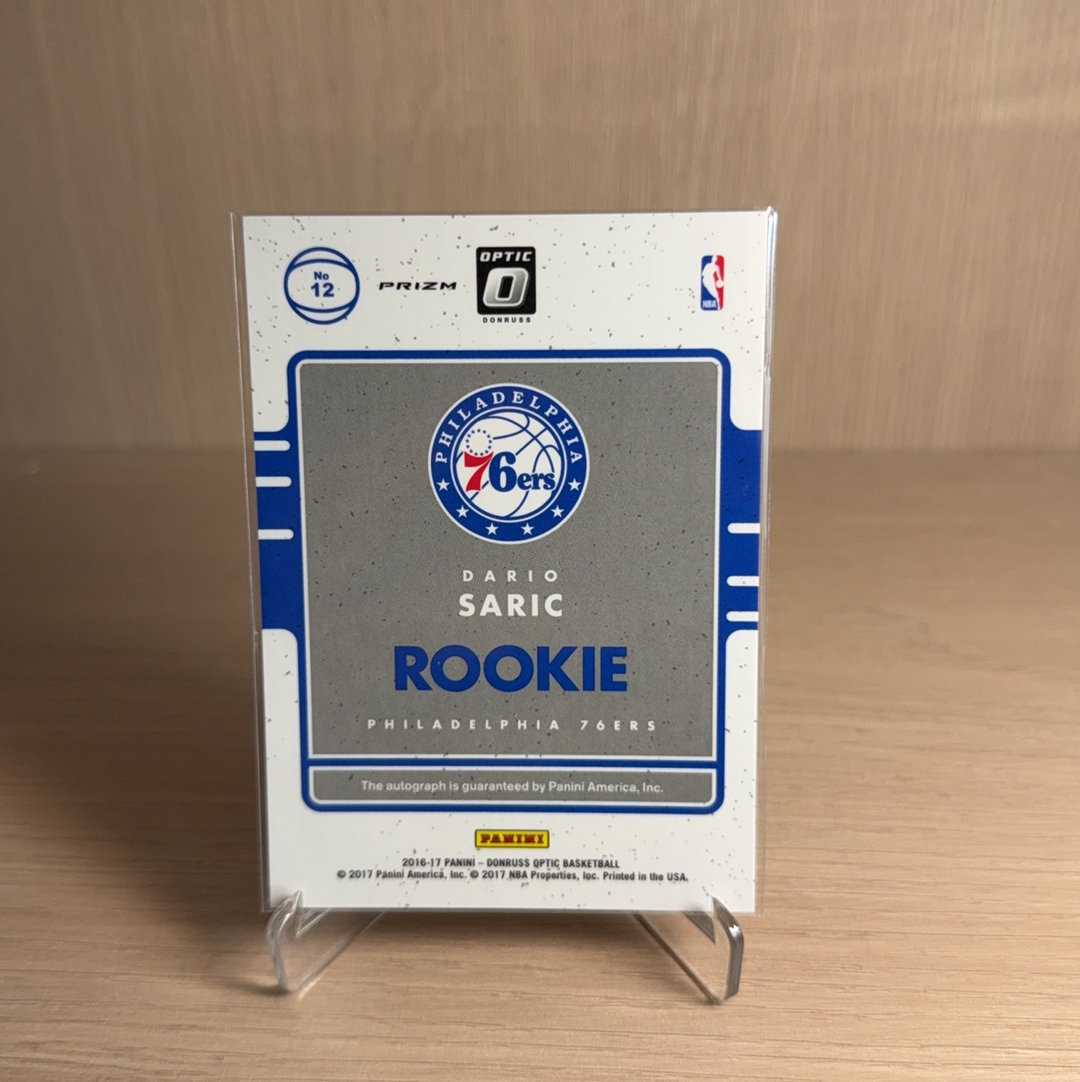 No
12
PRIZM
OPTIC
O
DONRUSS
NBA
PHILADELPHIA
76ers
DARIO
SARIC
ROOKIE
PHILADELPHIA 76ERS
The autograph is guaranteed by Panini America, Inc.
PANINI
2016-17 PANINI – DONRUSS OPTIC BASKETBALL
© 2017 Panini America, Inc. © 2017 NBA Properties, Inc. Printed in the USA.